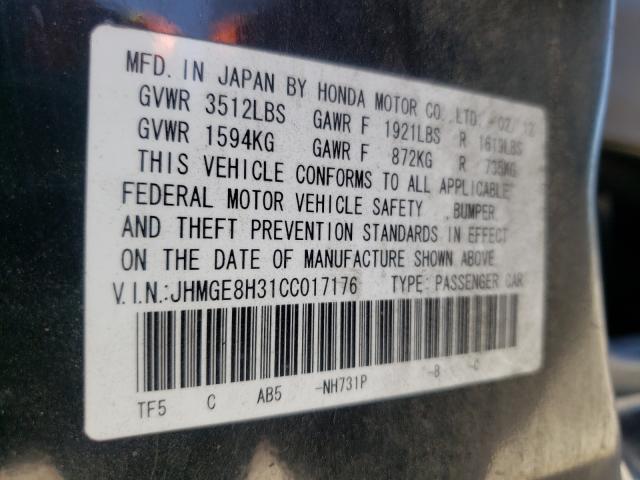 MFD. IN JAPAN BY HONDA MOTOR CO.,LTD. 02/12
GVWR 3512LBS GAWR F 1921LBS R 1619LBS
GVWR 1594KG GAWR F 872KG R 735KG
THIS VEHICLE CONFORMS TO ALL APPLICABLE
FEDERAL MOTOR VEHICLE SAFETY ,BUMPER
AND THEFT PREVENTION STANDARDS IN EFFECT
ON THE DATE OF MANUFACTURE SHOWN ABOVE.
V.I.N.:JHMGE8H31CC017176 TYPE: PASSENGER CAR
TF5 C AB5 -NH731P -B -C